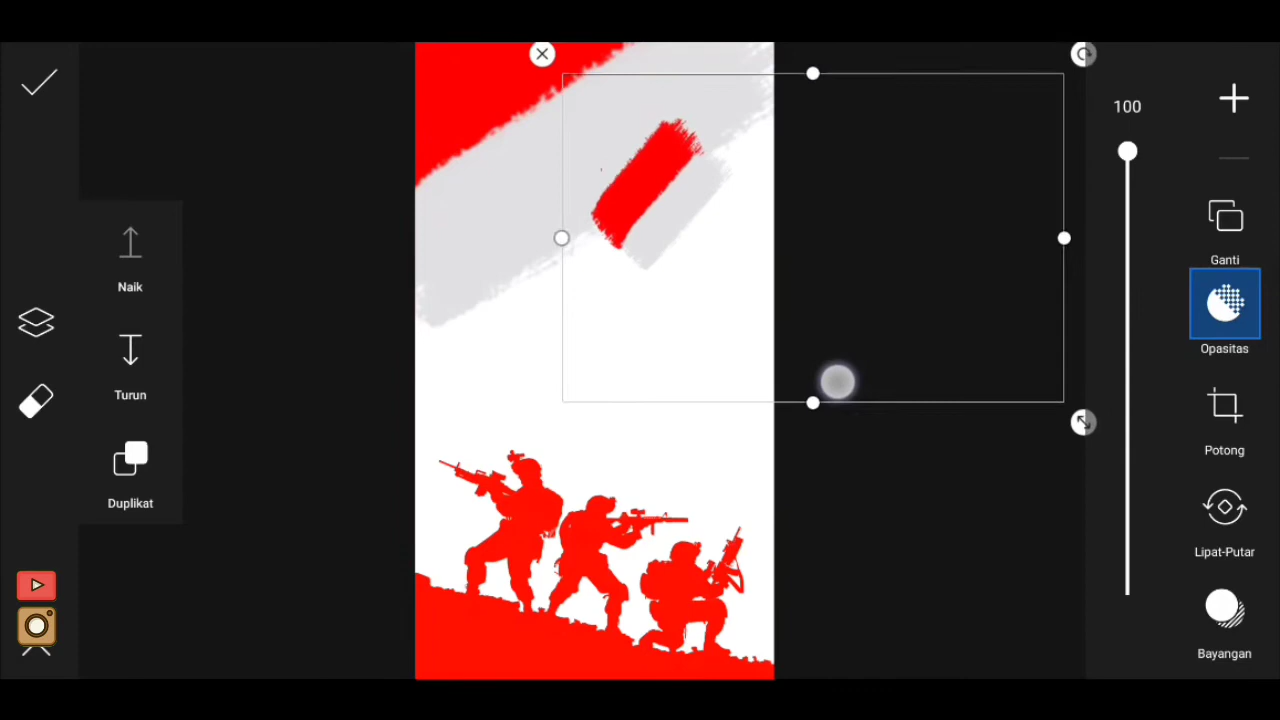 100
Naik
Turun
Duplikat
Ganti
Opasitas
Potong
Lipat-Putar
Bayangan